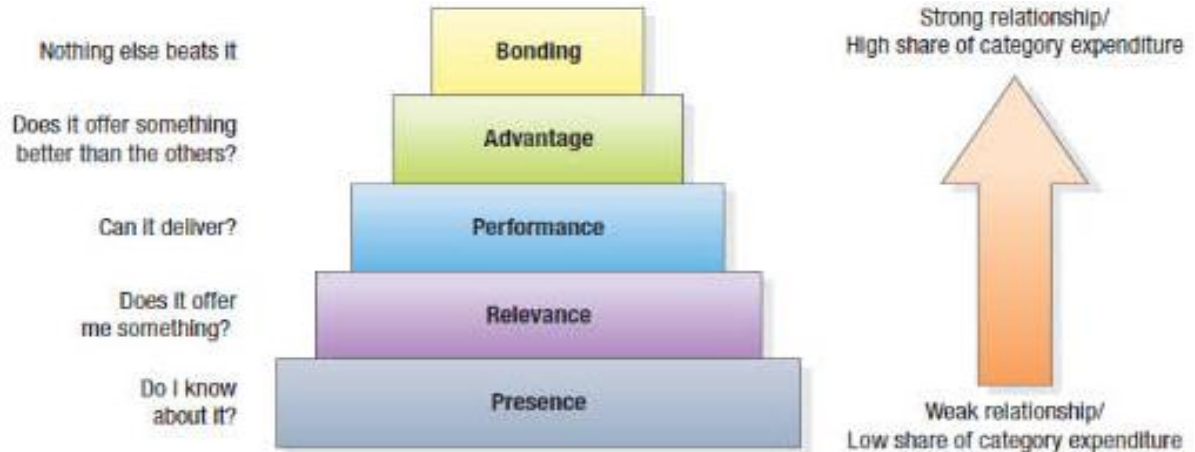 Strong relationship/
High share of category expenditure
Nothing else beats it
Bonding
Does it offer something
better than the others?
Advantage
Can it deliver?
Performance
Does it offer
me something?
Relevance
Do I know
about it?
Presence
Weak relationship/
Low share of category expenditure